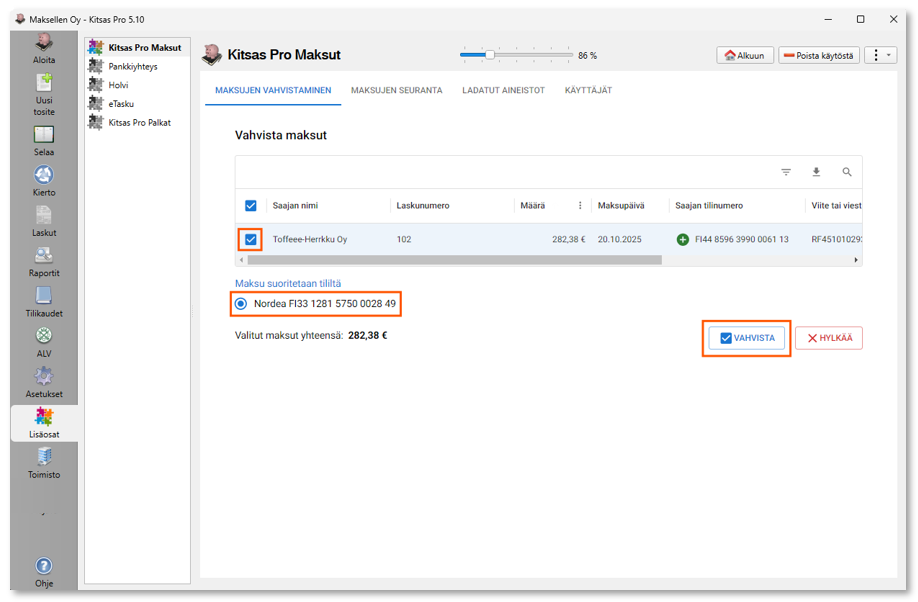 Maksellen Oy - Kitsas Pro 5.10
Aloita
Uusi
tosite
Selaa
Kierto
Laskut
Raportit
Tilikaudet
ALV
Asetukset
Lisäosat
Toimisto
Ohje
Kitsas Pro Maksut
Pankkiyhteys
Holvi
eTasku
Kitsas Pro Palkat
Kitsas Pro Maksut
86 %
Alkuun
Poista käytöstä
MAKSUJEN VAHVISTAMINEN MAKSUJEN SEURANTA LADATUT AINEISTOT KÄYTTÄJÄT
Vahvista maksut
Saajan nimi Laskunumero Määrä Maksupäivä Saajan tilinumero Viite tai viest
Toffeee-Herrkku Oy 102 282,38 € 20.10.2025 FI44 8596 3990 0061 13 RF45101029
Maksu suoritetaan tililtä
Nordea FI33 1281 5750 0028 49
Valitut maksut yhteensä: 282,38 €
VAHVISTA
HYLKÄÄ